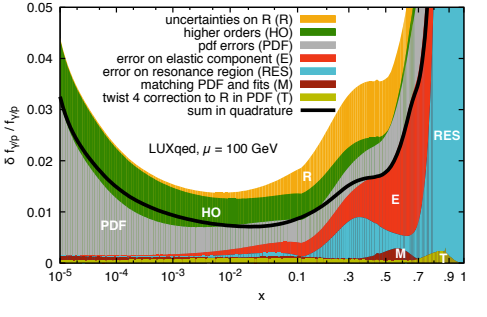 0.05
0.04
0.03
0.02
0.01
0
δ fγ/p / fγ/p
uncertainties on R (R)
higher orders (HO)
pdf errors (PDF)
error on elastic component (E)
error on resonance region (RES)
matching PDF and fits (M)
twist 4 correction to R in PDF (T)
sum in quadrature
LUXqed, μ = 100 GeV
RES
R
E
HO
PDF
M
T
10-5 10-4 10-3 10-2 0.1 .3 .5 .7 .9 1
x